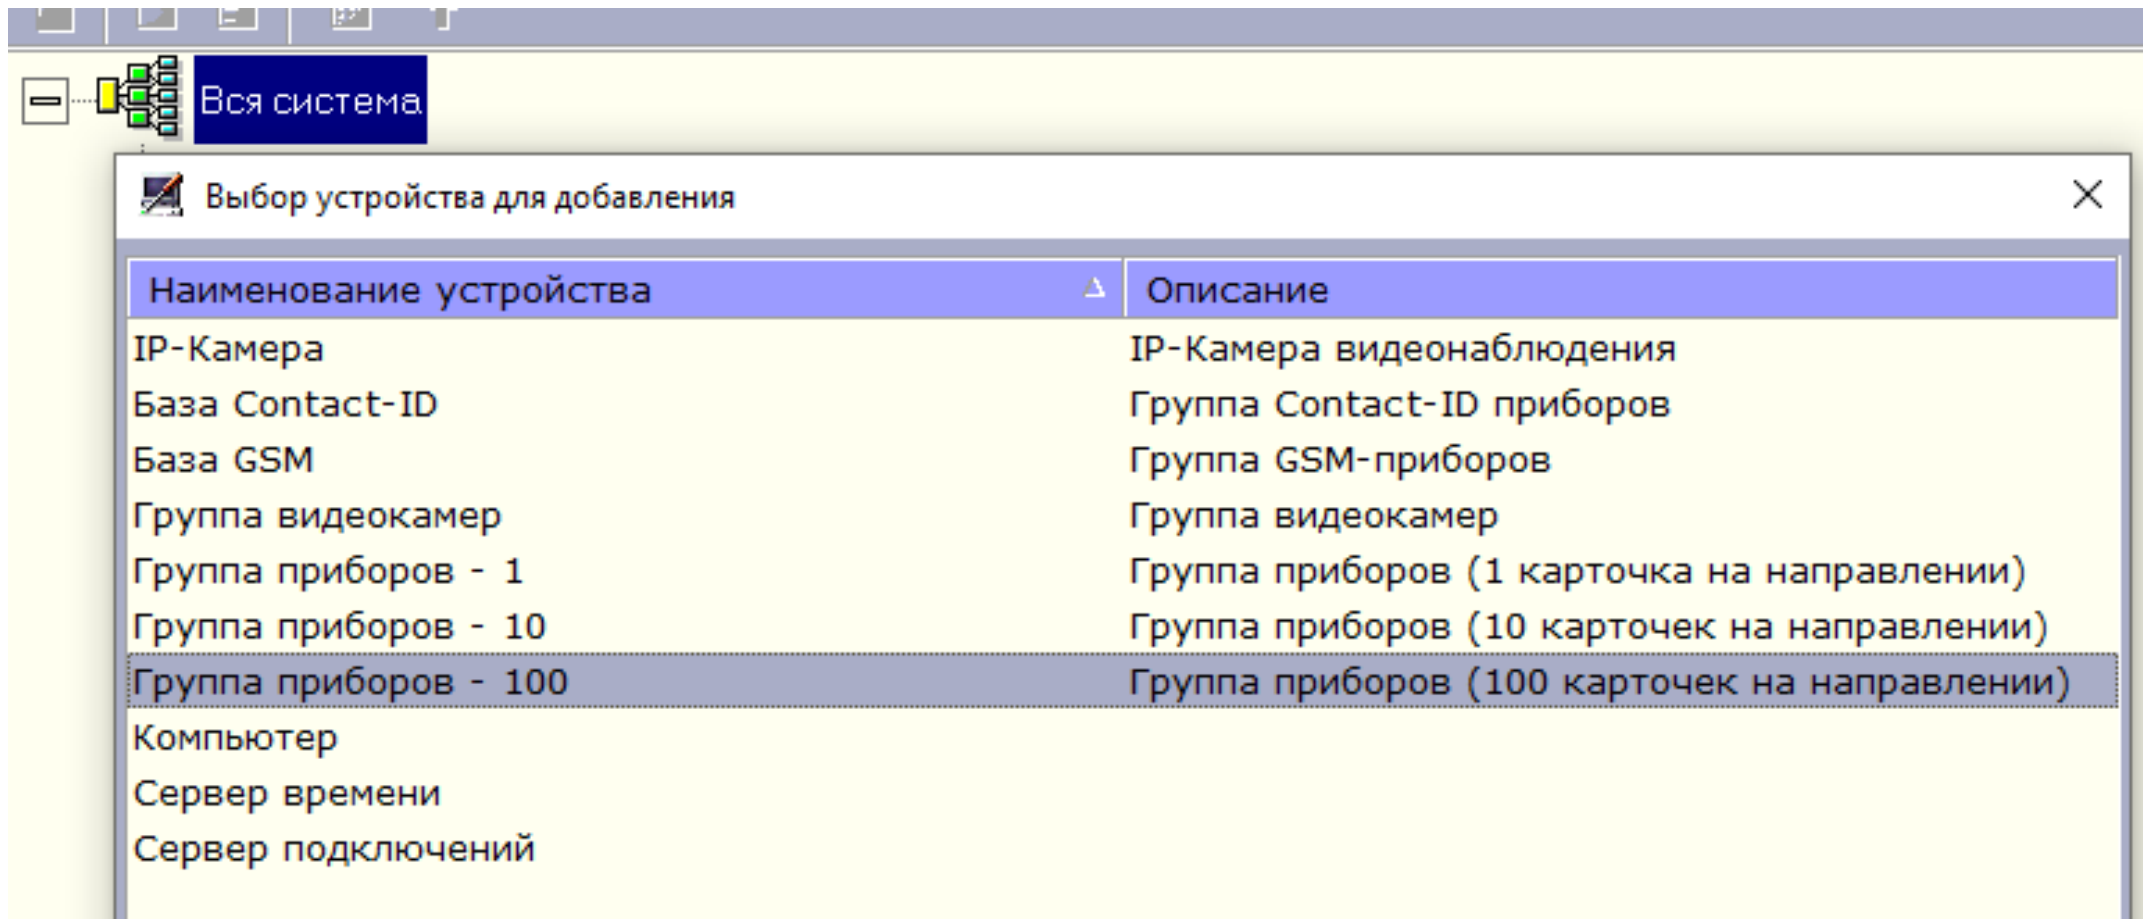 Вся система
Выбор устройства для добавления
Наименование устройства Описание
IP-Камера IP-Камера видеонаблюдения
База Contact-ID Группа Contact-ID приборов
База GSM Группа GSM-приборов
Группа видеокамер Группа видеокамер
Группа приборов - 1 Группа приборов (1 карточка на направлении)
Группа приборов - 10 Группа приборов (10 карточек на направлении)
Группа приборов - 100 Группа приборов (100 карточек на направлении)
Компьютер
Сервер времени
Сервер подключений